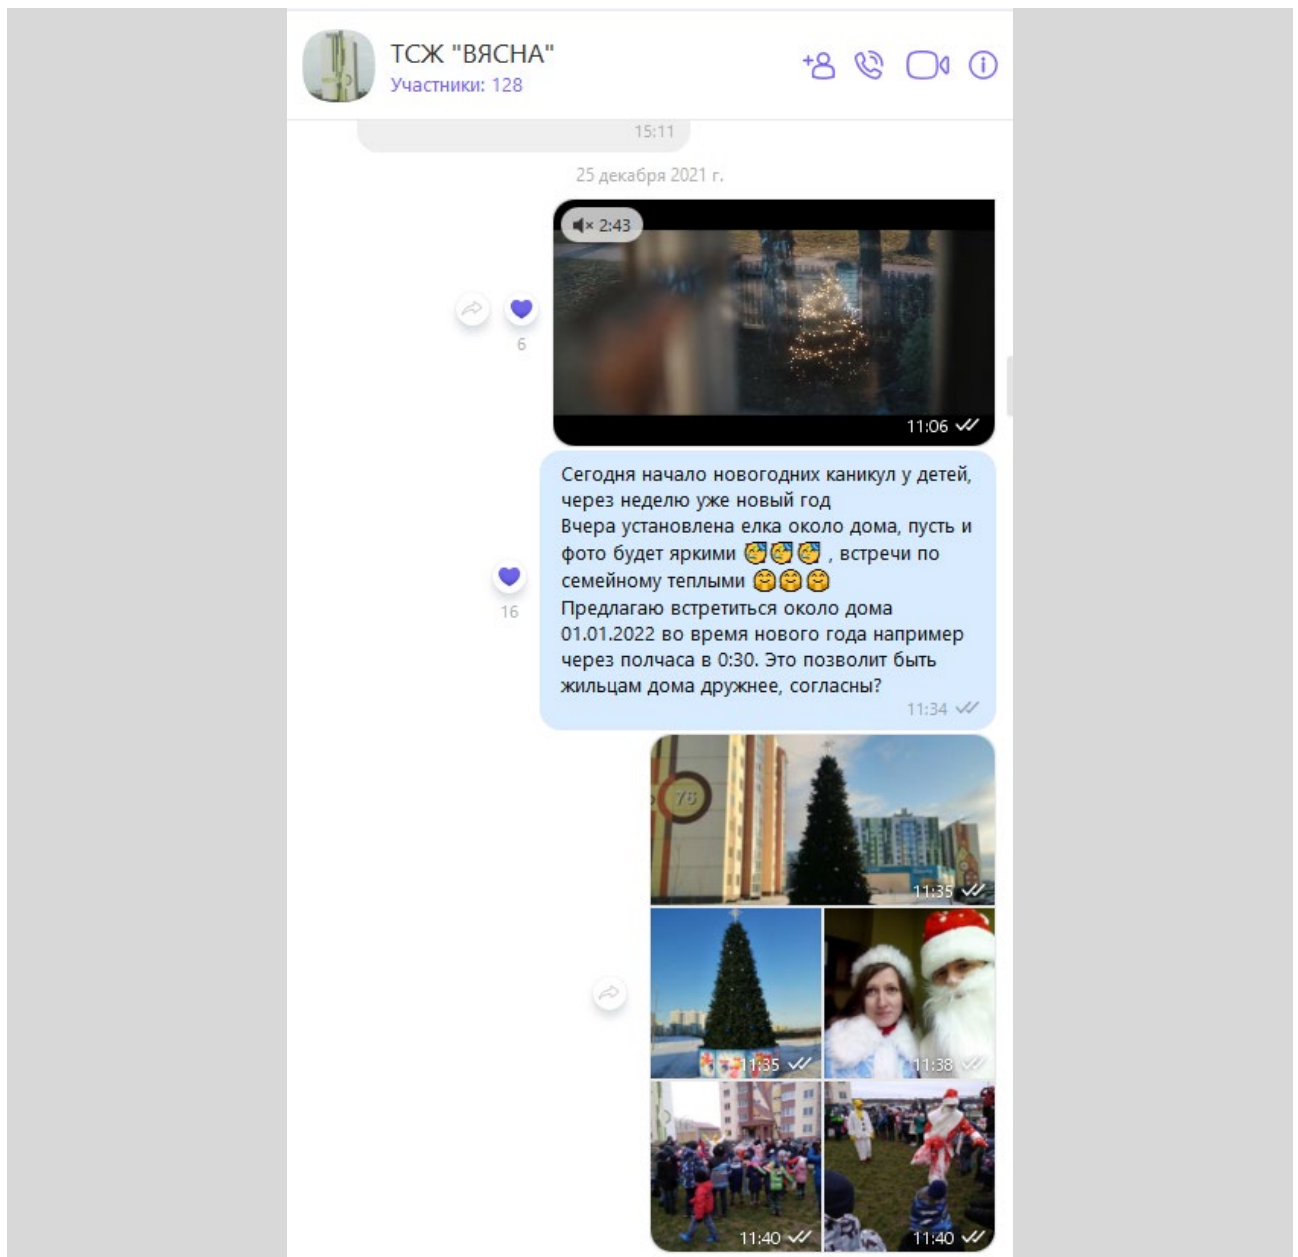 ТСЖ "ВЯСНА"
Участники: 128
15:11
25 декабря 2021 г.
2:43
6
11:06
Сегодня начало новогодних каникул у детей,
через неделю уже новый год
Вчера установлена елка около дома, пусть и
фото будет яркими 🥳🥳🥳 , встречи по
семейному теплыми 🤗🤗🤗
16
Предлагаю встретиться около дома
01.01.2022 во время нового года например
через полчаса в 0:30. Это позволит быть
жильцам дома дружнее, согласны?
11:34
76
11:35
11:35
11:38
11:40
11:40